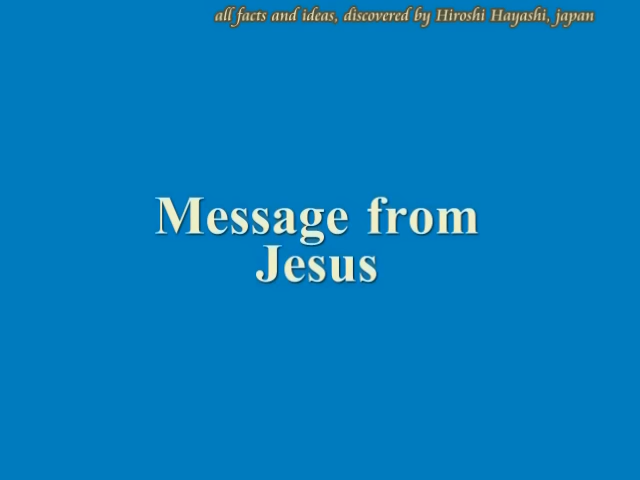 all facts and ideas, discovered by Hiroshi Hayashi, japan
Message from
Jesus